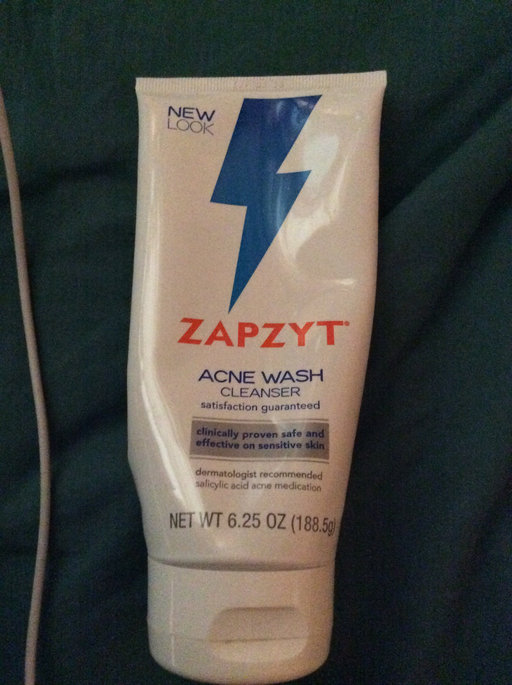 NEW
LOOK
ZAPZYT®
ACNE WASH
CLEANSER
satisfaction guaranteed
clinically proven safe and
effective on sensitive skin
dermatologist recommended
salicylic acid acne medication
NET WT 6.25 OZ (188.5g)